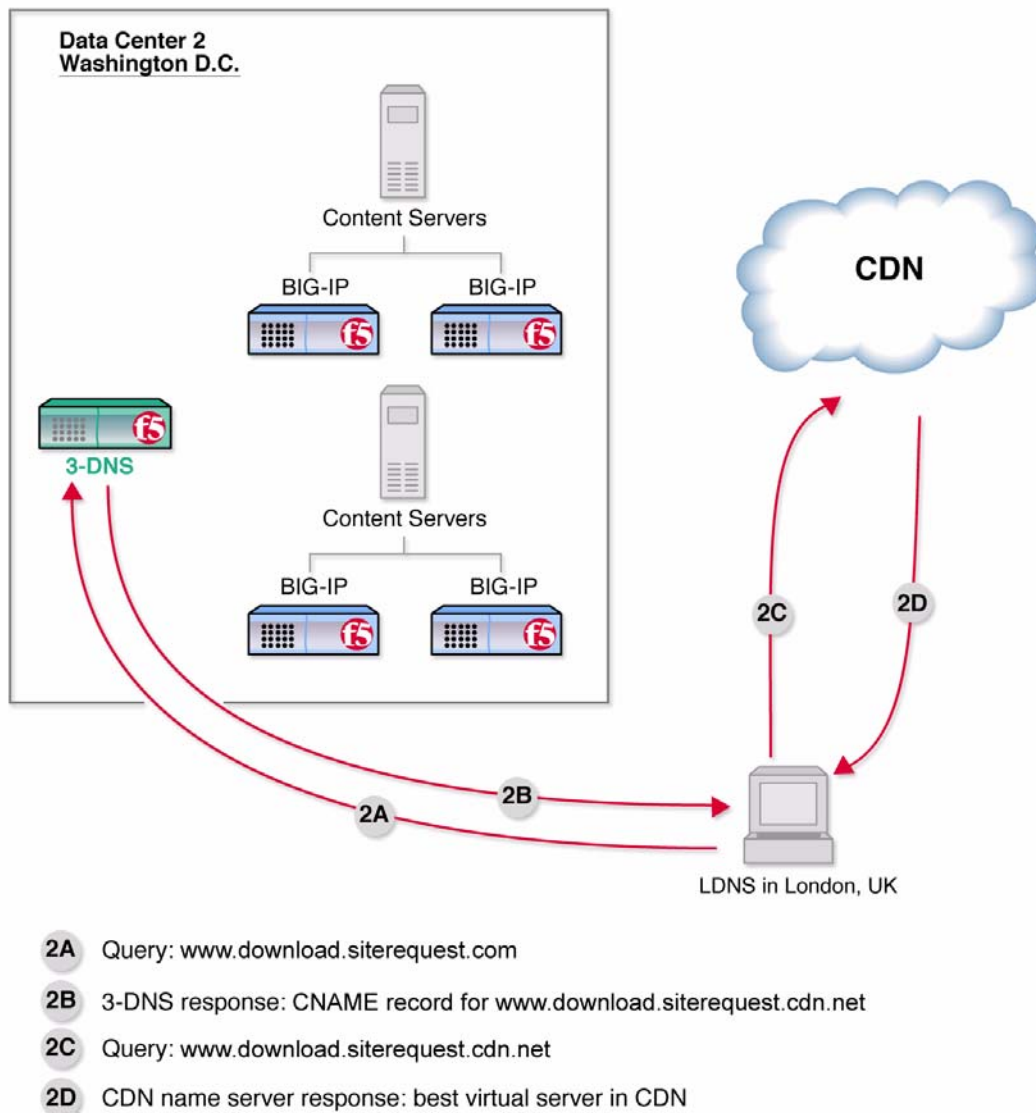 Data Center 2
Washington D.C.
Content Servers
BIG-IP BIG-IP
f5 f5
f5
3-DNS
Content Servers
BIG-IP BIG-IP
f5 f5
CDN
2C
2D
2B
2A
LDNS in London, UK
2A Query: www.download.siterequest.com
2B 3-DNS response: CNAME record for www.download.siterequest.cdn.net
2C Query: www.download.siterequest.cdn.net
2D CDN name server response: best virtual server in CDN